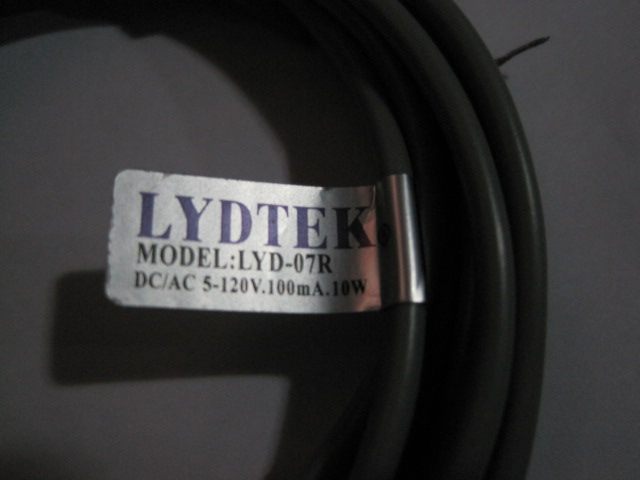 LYDTEK®
MODEL:LYD-07R
DC/AC 5-120V.100mA.10W